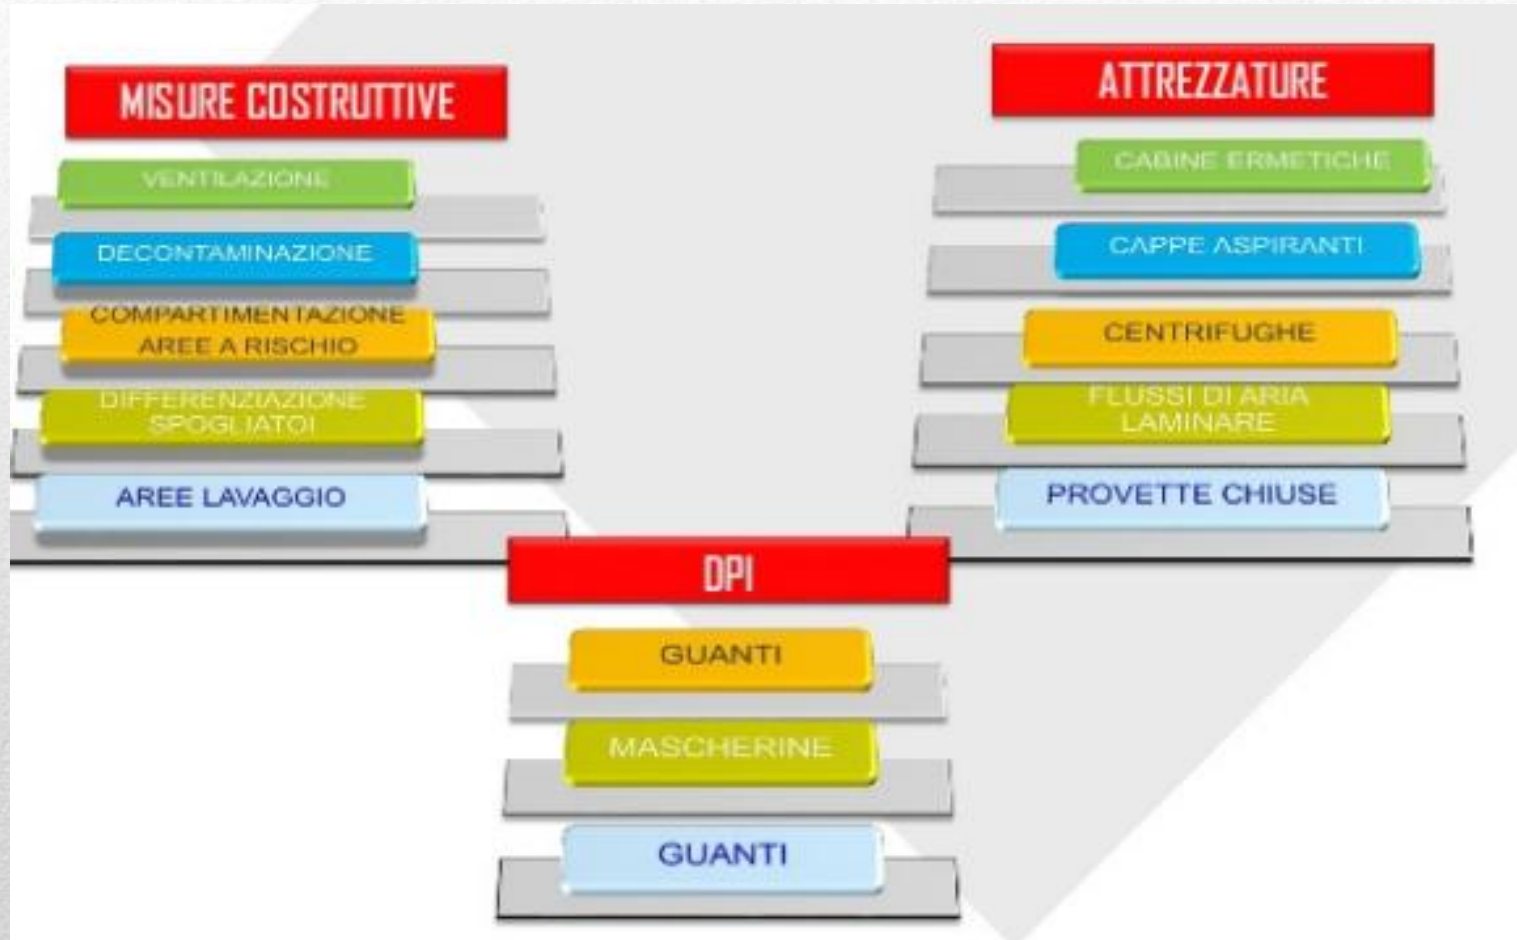 MISURE COSTRUTTIVE
VENTILAZIONE
DECONTAMINAZIONE
COMPARTIMENTAZIONE
AREE A RISCHIO
DIFFERENZIAZIONE
SPOGLIATOI
AREE LAVAGGIO
ATTREZZATURE
CABINE ERMETICHE
CAPPE ASPIRANTI
CENTRIFUGHE
FLUSSI DI ARIA
LAMINARE
PROVETTE CHIUSE
DPI
GUANTI
MASCHERINE
GUANTI